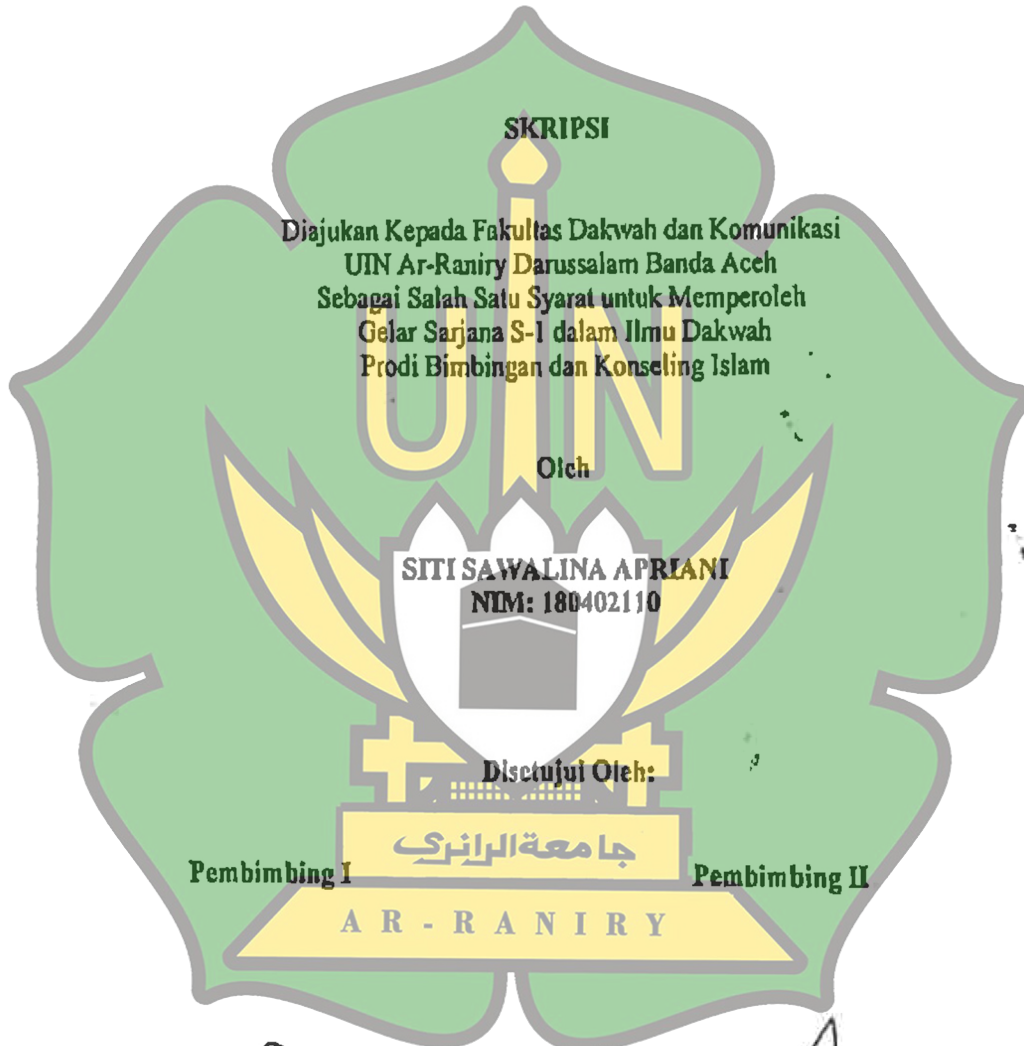 SKRIPSI
Diajukan Kepada Fakultas Dakwah dan Komunikasi
UIN Ar-Raniry Darussalam Banda Aceh
Sebagai Salah Satu Syarat untuk Memperoleh
Gelar Sarjana S-1 dalam Ilmu Dakwah
Prodi Bimbingan dan Konseling Islam
Oleh
SITI SAWALINA APRIANI
NIM: 180402110
Disetujui Oleh:
Pembimbing I
Pembimbing II
UIN
جامعةالرانرى
AR-RANIRY